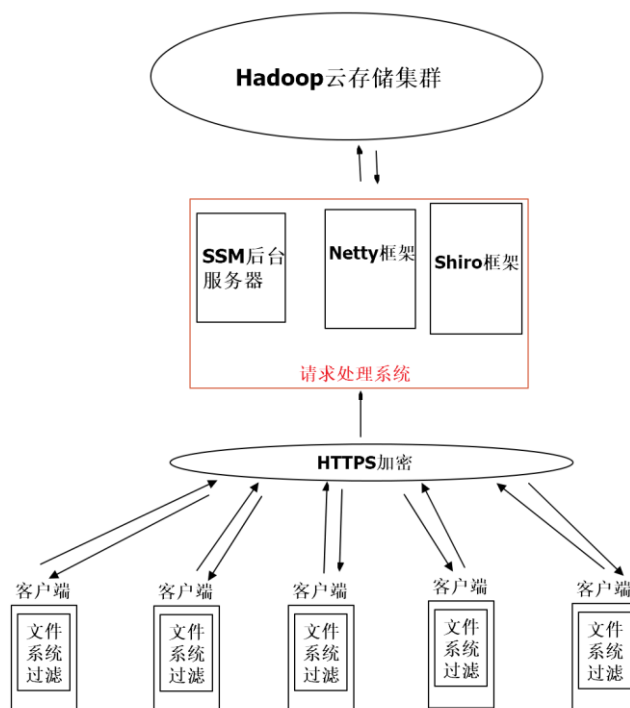 Hadoop云存储集群
SSM后台
服务器
Netty框架
Shiro框架
请求处理系统
HTTPS加密
客户端
客户端
客户端
客户端
客户端
文件
系统
过滤
文件
系统
过滤
文件
系统
过滤
文件
系统
过滤
文件
系统
过滤